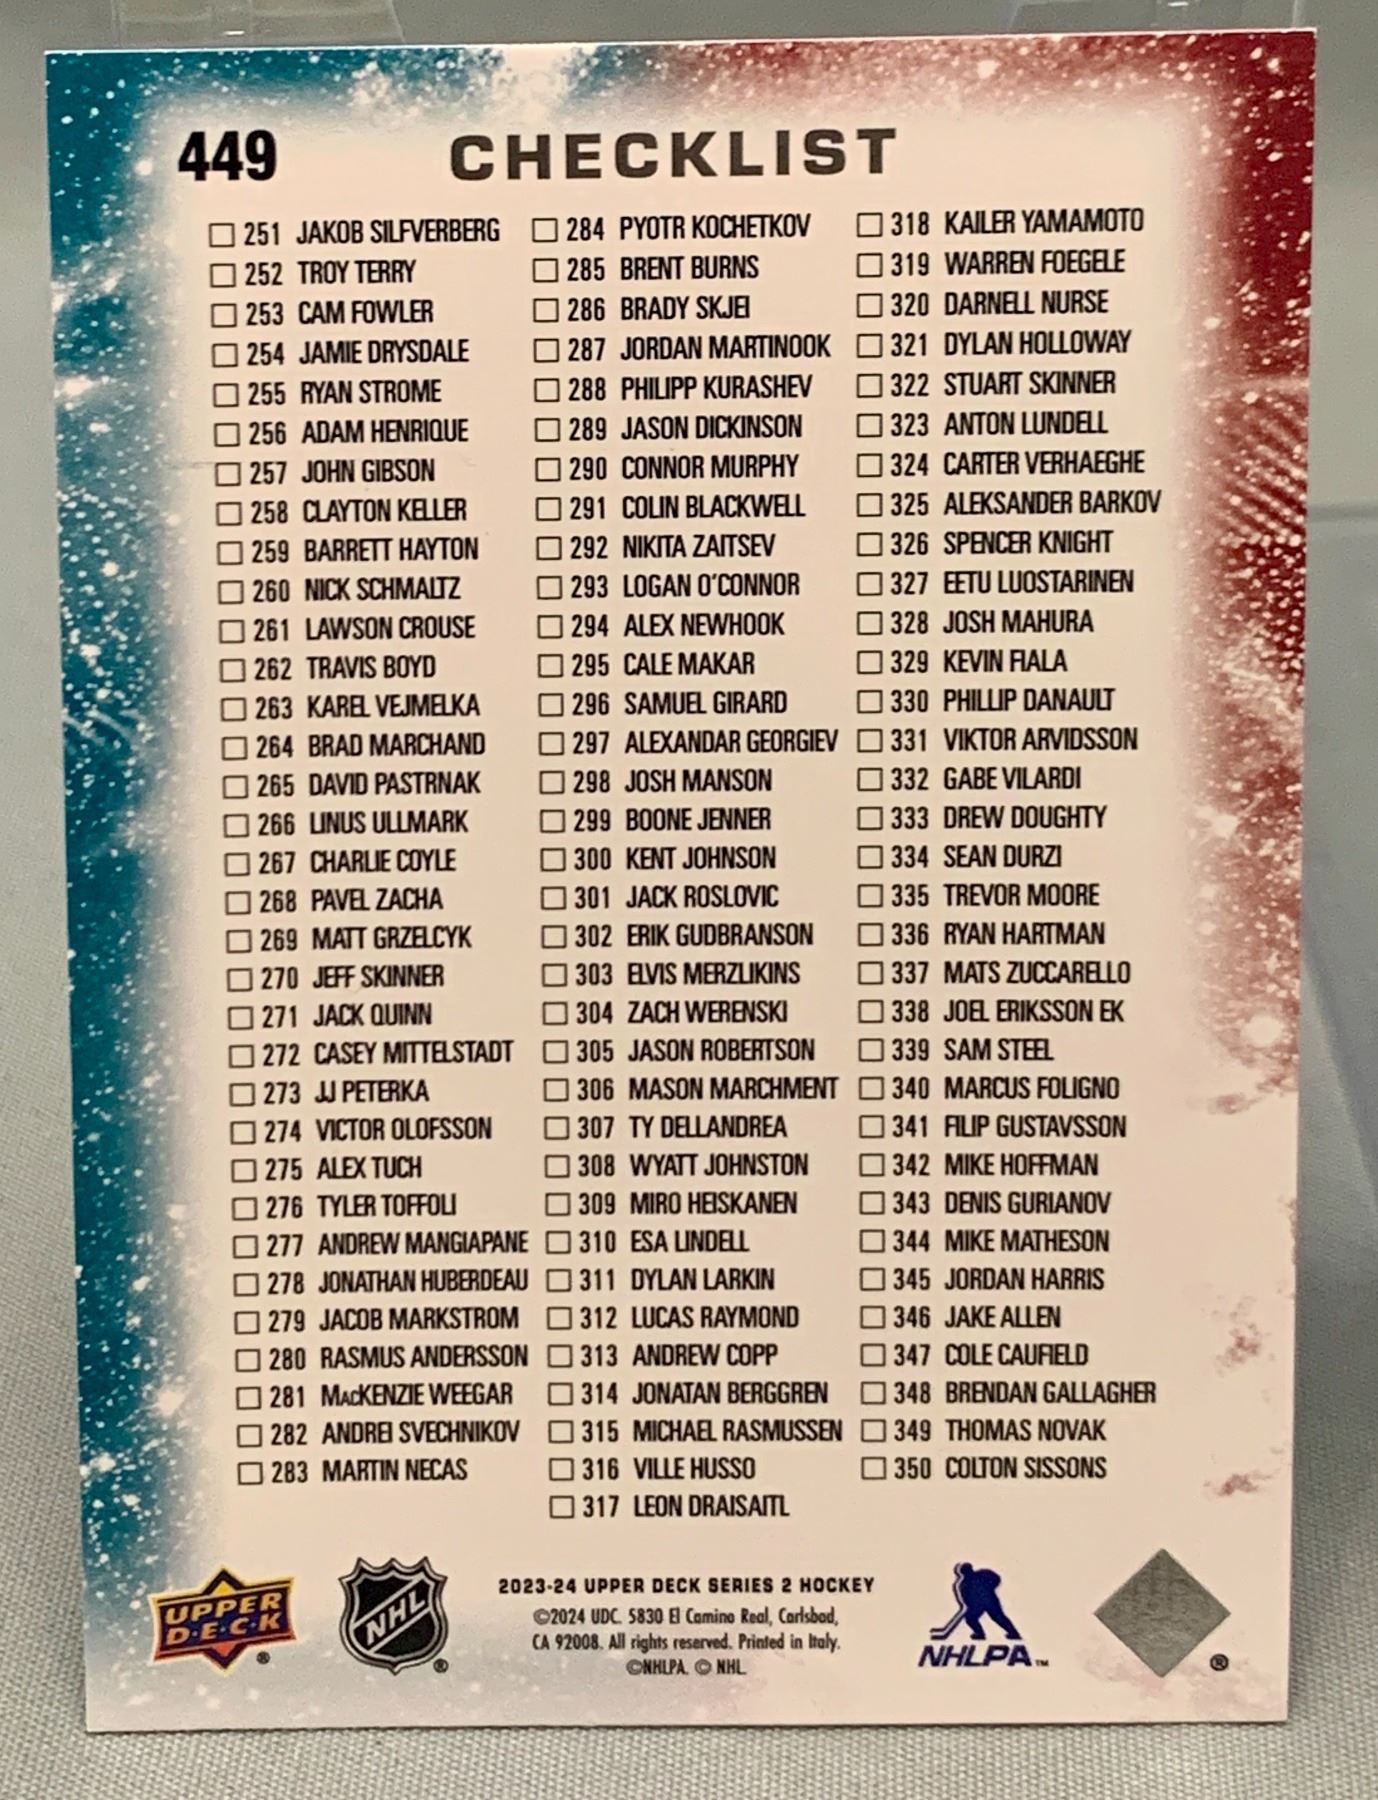 449 CHECKLIST
251 JAKOB SILFVERBERG
252 TROY TERRY
253 CAM FOWLER
254 JAMIE DRYSDALE
255 RYAN STROME
256 ADAM HENRIQUE
257 JOHN GIBSON
258 CLAYTON KELLER
259 BARRETT HAYTON
260 NICK SCHMALTZ
261 LAWSON CROUSE
262 TRAVIS BOYD
263 KAREL VEJMELKA
264 BRAD MARCHAND
265 DAVID PASTRNAK
266 LINUS ULLMARK
267 CHARLIE COYLE
268 PAVEL ZACHA
269 MATT GRZELCYK
270 JEFF SKINNER
271 JACK QUINN
272 CASEY MITTELSTADT
273 JJ PETERKA
274 VICTOR OLOFSSON
275 ALEX TUCH
276 TYLER TOFFOLI
277 ANDREW MANGIAPANE
278 JONATHAN HUBERDEAU
279 JACOB MARKSTROM
280 RASMUS ANDERSSON
281 MacKENZIE WEEGAR
282 ANDREI SVECHNIKOV
283 MARTIN NECAS
284 PYOTR KOCHETKOV
285 BRENT BURNS
286 BRADY SKJEI
287 JORDAN MARTINOOK
288 PHILIPP KURASHEV
289 JASON DICKINSON
290 CONNOR MURPHY
291 COLIN BLACKWELL
292 NIKITA ZAITSEV
293 LOGAN O'CONNOR
294 ALEX NEWHOOK
295 CALE MAKAR
296 SAMUEL GIRARD
297 ALEXANDAR GEORGIEV
298 JOSH MANSON
299 BOONE JENNER
300 KENT JOHNSON
301 JACK ROSLOVIC
302 ERIK GUDBRANSON
303 ELVIS MERZLIKINS
304 ZACH WERENSKI
305 JASON ROBERTSON
306 MASON MARCHMENT
307 TY DELLANDREA
308 WYATT JOHNSTON
309 MIRO HEISKANEN
310 ESA LINDELL
311 DYLAN LARKIN
312 LUCAS RAYMOND
313 ANDREW COPP
314 JONATAN BERGGREN
315 MICHAEL RASMUSSEN
316 VILLE HUSSO
317 LEON DRAISAITL
318 KAILER YAMAMOTO
319 WARREN FOEGELE
320 DARNELL NURSE
321 DYLAN HOLLOWAY
322 STUART SKINNER
323 ANTON LUNDELL
324 CARTER VERHAEGHE
325 ALEKSANDER BARKOV
326 SPENCER KNIGHT
327 EETU LUOSTARINEN
328 JOSH MAHURA
329 KEVIN FIALA
330 PHILLIP DANAULT
331 VIKTOR ARVIDSSON
332 GABE VILARDI
333 DREW DOUGHTY
334 SEAN DURZI
335 TREVOR MOORE
336 RYAN HARTMAN
337 MATS ZUCCARELLO
338 JOEL ERIKSSON EK
339 SAM STEEL
340 MARCUS FOLIGNO
341 FILIP GUSTAVSSON
342 MIKE HOFFMAN
343 DENIS GURIANOV
344 MIKE MATHESON
345 JORDAN HARRIS
346 JAKE ALLEN
347 COLE CAUFIELD
348 BRENDAN GALLAGHER
349 THOMAS NOVAK
350 COLTON SISSONS
UPPER
D·E·C·K ®
NHL ®
2023-24 UPPER DECK SERIES 2 HOCKEY
©2024 UDC. 5830 El Camino Real, Carlsbad,
CA 92008. All rights reserved. Printed in Italy.
©NHLPA. © NHL.
NHLPA™
®